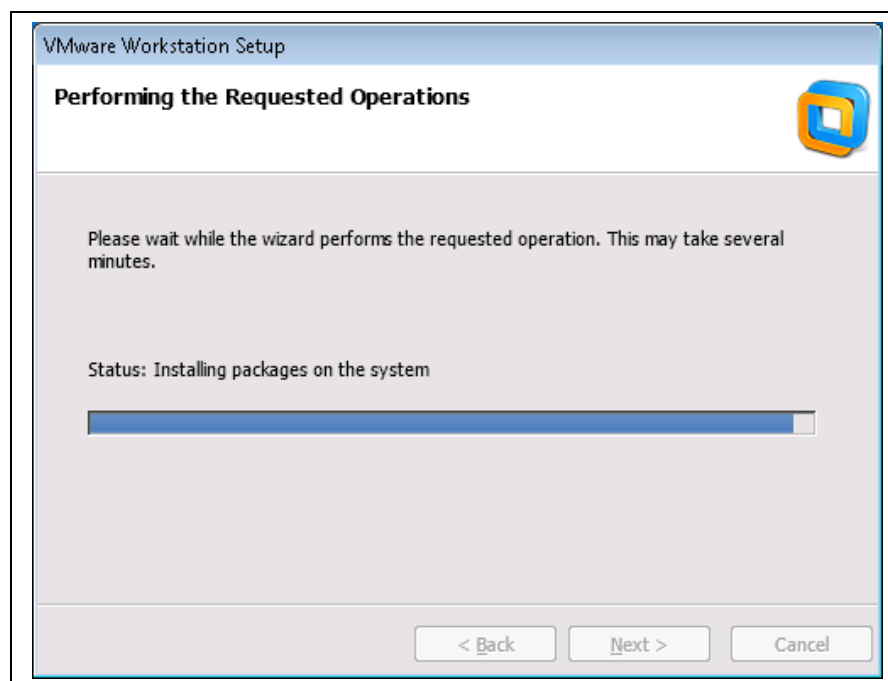 VMware Workstation Setup
Performing the Requested Operations
Please wait while the wizard performs the requested operation. This may take several
minutes.
Status: Installing packages on the system
< Back
Next >
Cancel